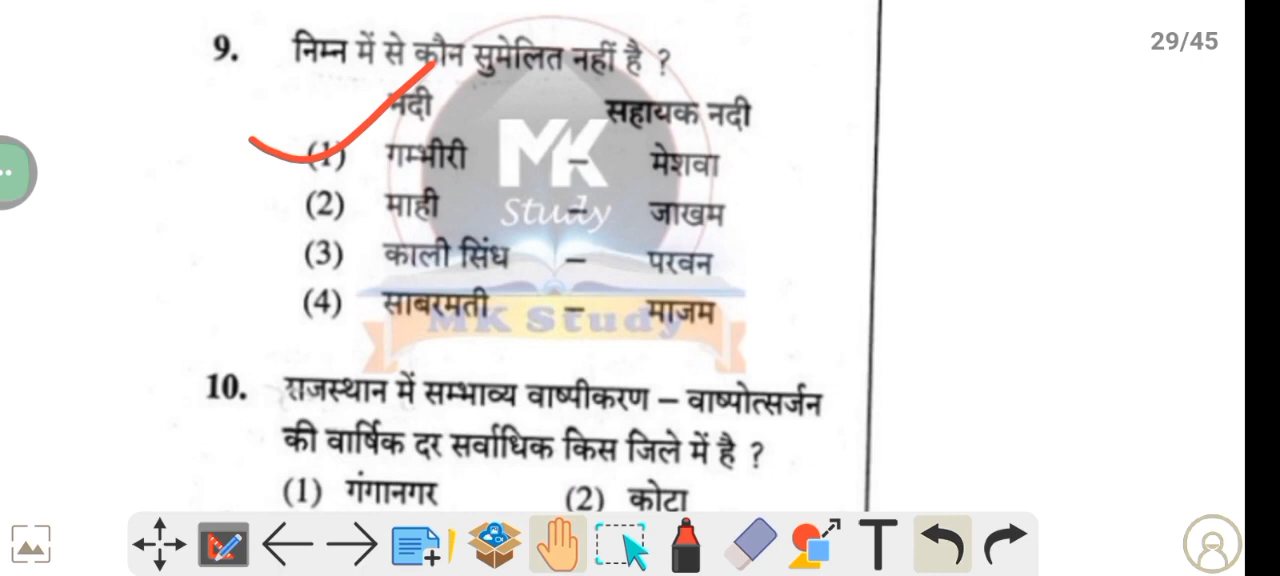 29/45
9. निम्न में से कौन सुमेलित नहीं है ?
नदी सहायक नदी
(1) गम्भीरी – मेशवा
(2) माही – जाखम
(3) काली सिंध – परवन
(4) साबरमती – माजम
MK
Study
MK Study
10. राजस्थान में सम्भाव्य वाष्पीकरण – वाष्पोत्सर्जन
की वार्षिक दर सर्वाधिक किस जिले में है ?
(1) गंगानगर (2) कोटा
T